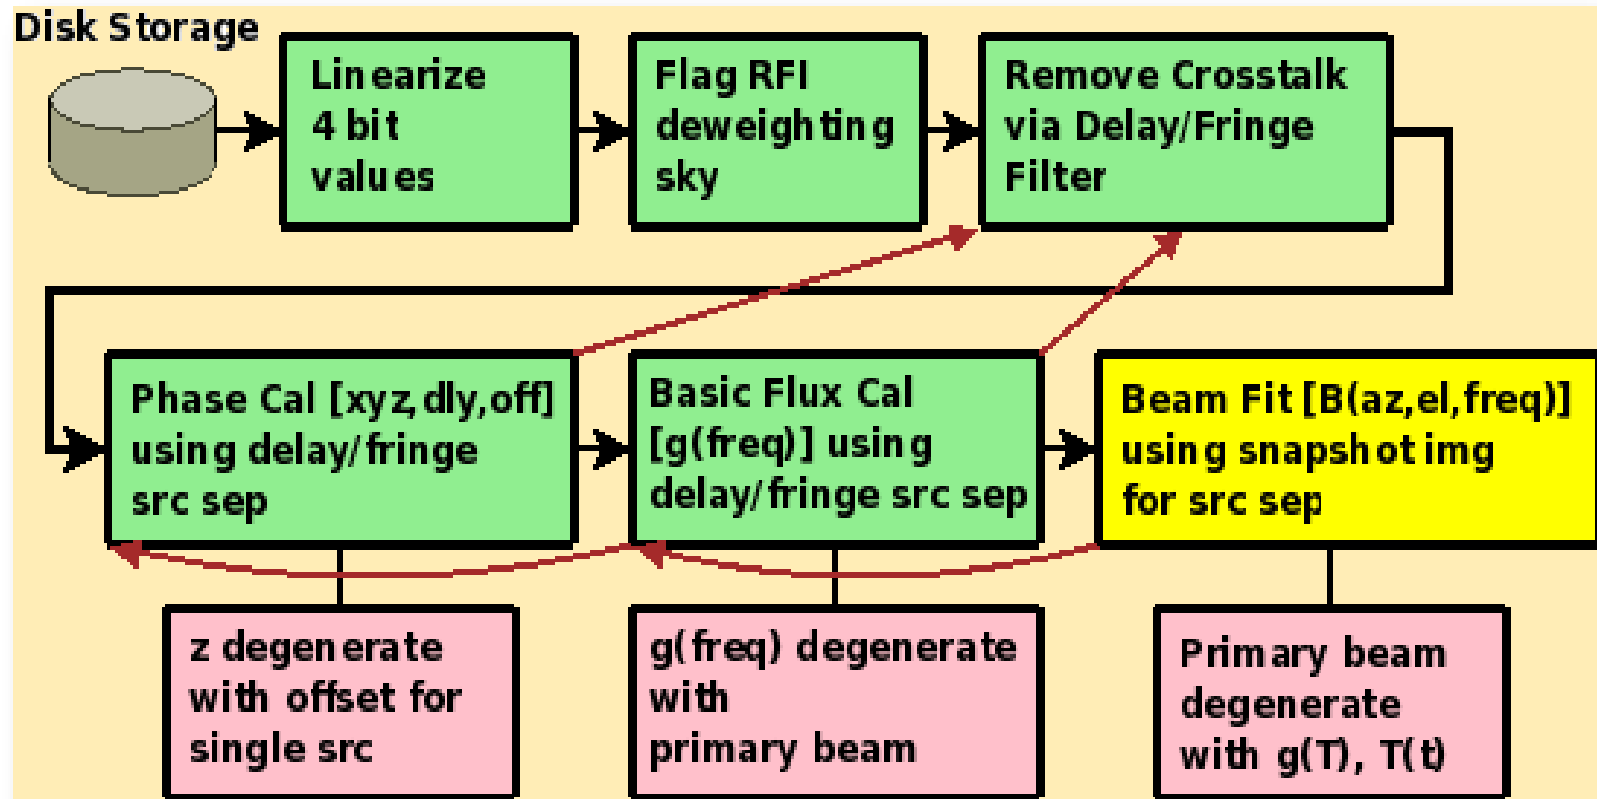 Disk Storage
Linearize
4 bit
values
Flag RFI
deweighting
sky
Remove Crosstalk
via Delay/Fringe
Filter
Phase Cal [xyz,dly,off]
using delay/fringe
src sep
Basic Flux Cal
[g(freq)] using
delay/fringe src sep
Beam Fit [B(az,el,freq)]
using snapshot img
for src sep
z degenerate
with offset for
single src
g(freq) degenerate
with
primary beam
Primary beam
degenerate
with g(T), T(t)